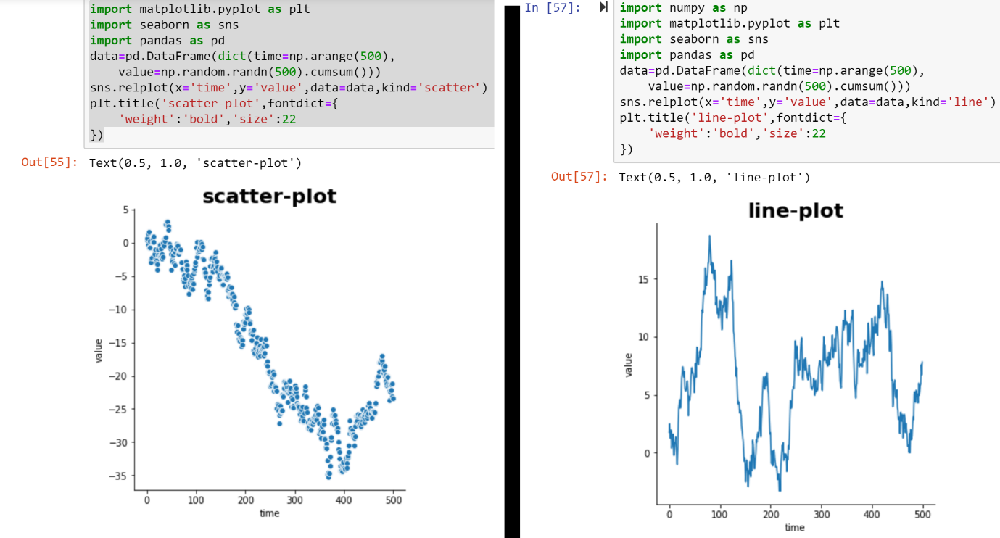 import matplotlib.pyplot as plt
import seaborn as sns
import pandas as pd
data=pd.DataFrame(dict(time=np.arange(500),
    value=np.random.randn(500).cumsum()))
sns.relplot(x='time',y='value',data=data,kind='scatter')
plt.title('scatter-plot',fontdict={
    'weight':'bold','size':22
})
Out[55]: Text(0.5, 1.0, 'scatter-plot')
scatter-plot
5
0
−5
−10
−15
−20
−25
−30
−35
value
0 100 200 300 400 500
time
In [57]:
import numpy as np
import matplotlib.pyplot as plt
import seaborn as sns
import pandas as pd
data=pd.DataFrame(dict(time=np.arange(500),
    value=np.random.randn(500).cumsum()))
sns.relplot(x='time',y='value',data=data,kind='line')
plt.title('line-plot',fontdict={
    'weight':'bold','size':22
})
Out[57]: Text(0.5, 1.0, 'line-plot')
line-plot
15
10
5
0
value
0 100 200 300 400 500
time